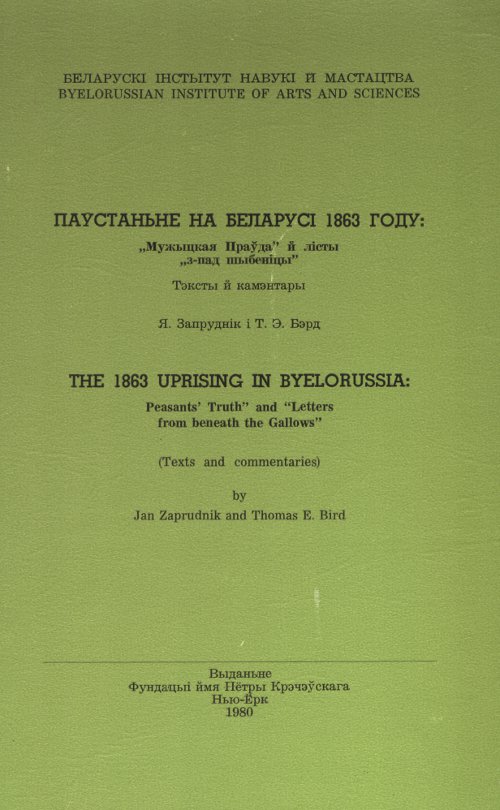 БЕЛАРУСКІ ІНСТЫТУТ НАВУКІ Й МАСТАЦТВА
BYELORUSSIAN INSTITUTE OF ARTS AND SCIENCES
ПАЎСТАНЬНЕ НА БЕЛАРУСІ 1863 ГОДУ:
„Мужыцкая Праўда” й лісты
„з-пад шыбеніцы”
Тэксты й камэнтары
Я. Запруднік і Т. Э. Бэрд
THE 1863 UPRISING IN BYELORUSSIA:
Peasants’ Truth” and “Letters
from beneath the Gallows”
(Texts and commentaries)
by
Jan Zaprudnik and Thomas E. Bird
Выданьне
Фундацыі ймя Пётры Крэчэўскага
Нью-Ёрк
1980